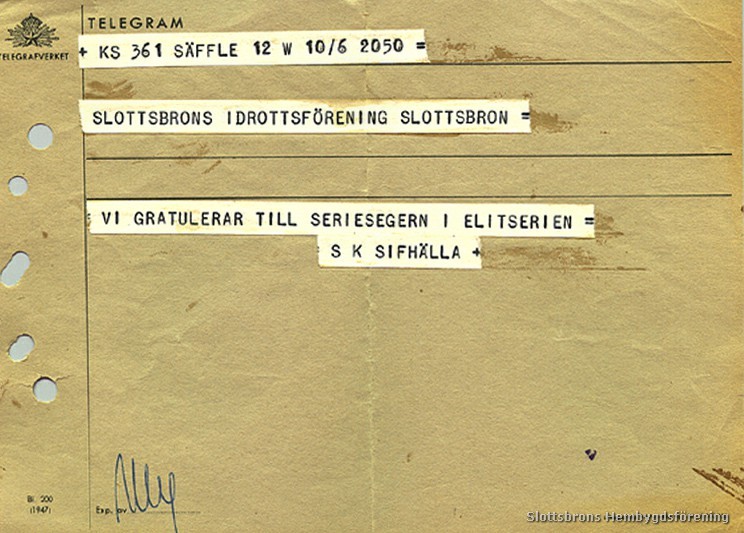 TELEGRAM
TELEGRAFVERKET
+ KS 361 SÄFFLE 12 W 10/6 2050 =
SLOTTSBRONS IDROTTSFÖRENING SLOTTSBRON =
= VI GRATULERAR TILL SERIESEGERN I ELITSERIEN =
= S K SIFHÄLLA +
Bl. 200
(1947)
Exp. av
Slottsbrons Hembygdsförening